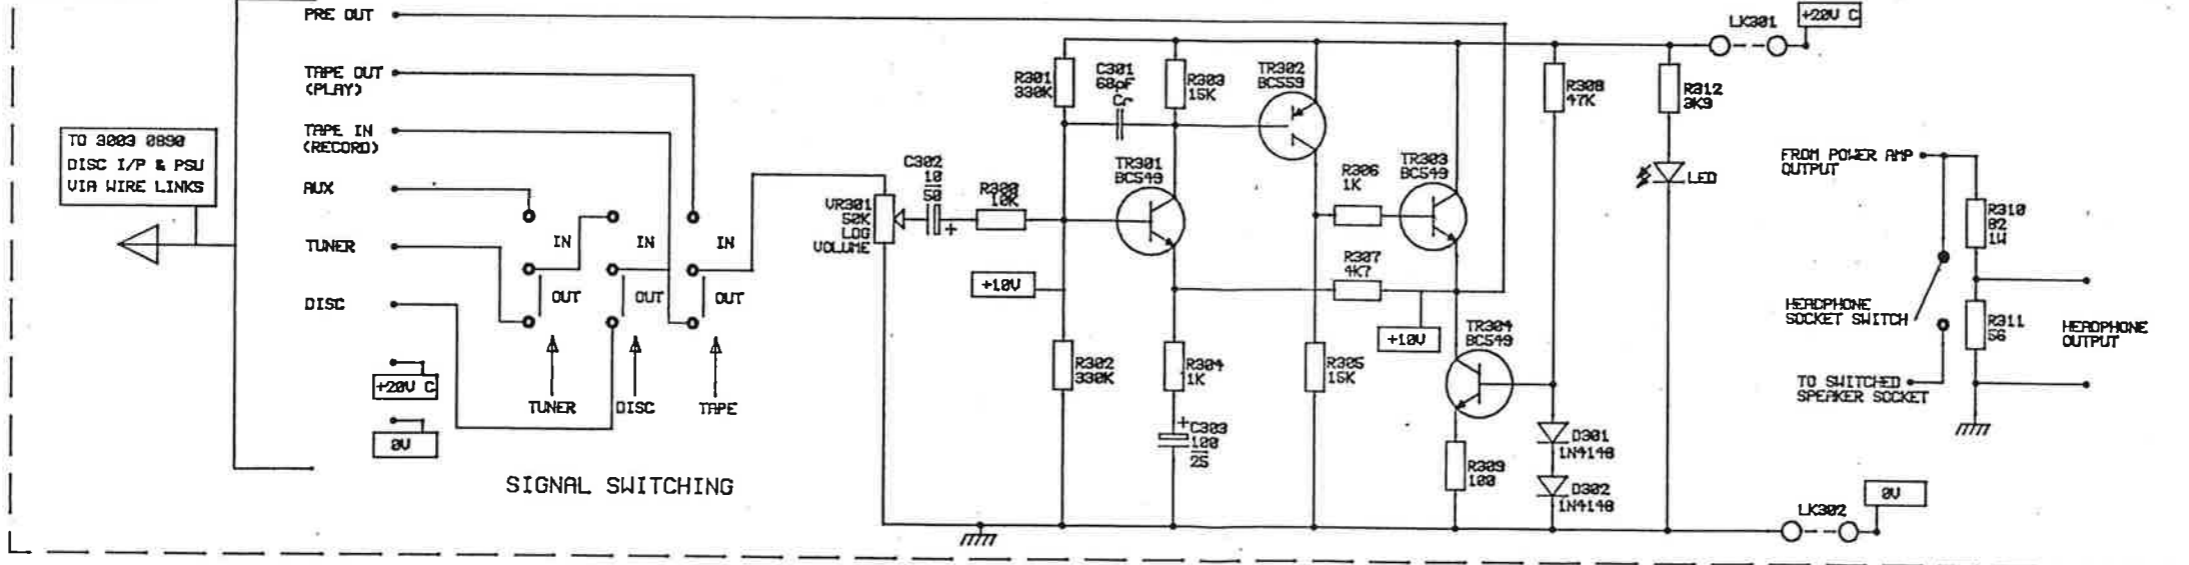 PRE OUT
TAPE OUT
(PLAY)
TAPE IN
(RECORD)
AUX
TUNER
DISC
+20V C
0V
TO 3003 0890
DISC I/P & PSU
VIA WIRE LINKS
IN
IN
IN
OUT
OUT
OUT
TUNER
DISC
TAPE
SIGNAL SWITCHING
VR301
50K
LOG
VOLUME
C302
10
50
+
R300
10K
+10V
R301
330K
C301
68pF
Cr
R303
15K
TR301
BC549
R302
330K
R304
1K
+
C303
100
25
TR302
BC559
R306
1K
R307
4K7
R305
15K
TR303
BC549
+10V
TR304
BC549
R309
100
R308
47K
D301
1N4148
D302
1N4148
R312
3K9
LED
LK301
+20V C
LK302
0V
FROM POWER AMP
OUTPUT
R310
82
1W
HEADPHONE
SOCKET SWITCH
R311
56
HEADPHONE
OUTPUT
TO SWITCHED
SPEAKER SOCKET